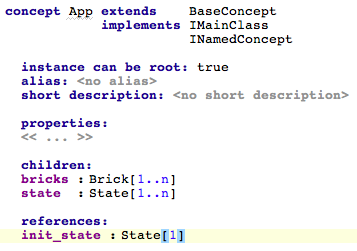 concept App extends BaseConcept
implements IMainClass
INamedConcept
instance can be root: true
alias: <no alias>
short description: <no short description>
properties:
<< ... >>
children:
bricks : Brick[1..n]
state : State[1..n]
references:
init_state : State[1]